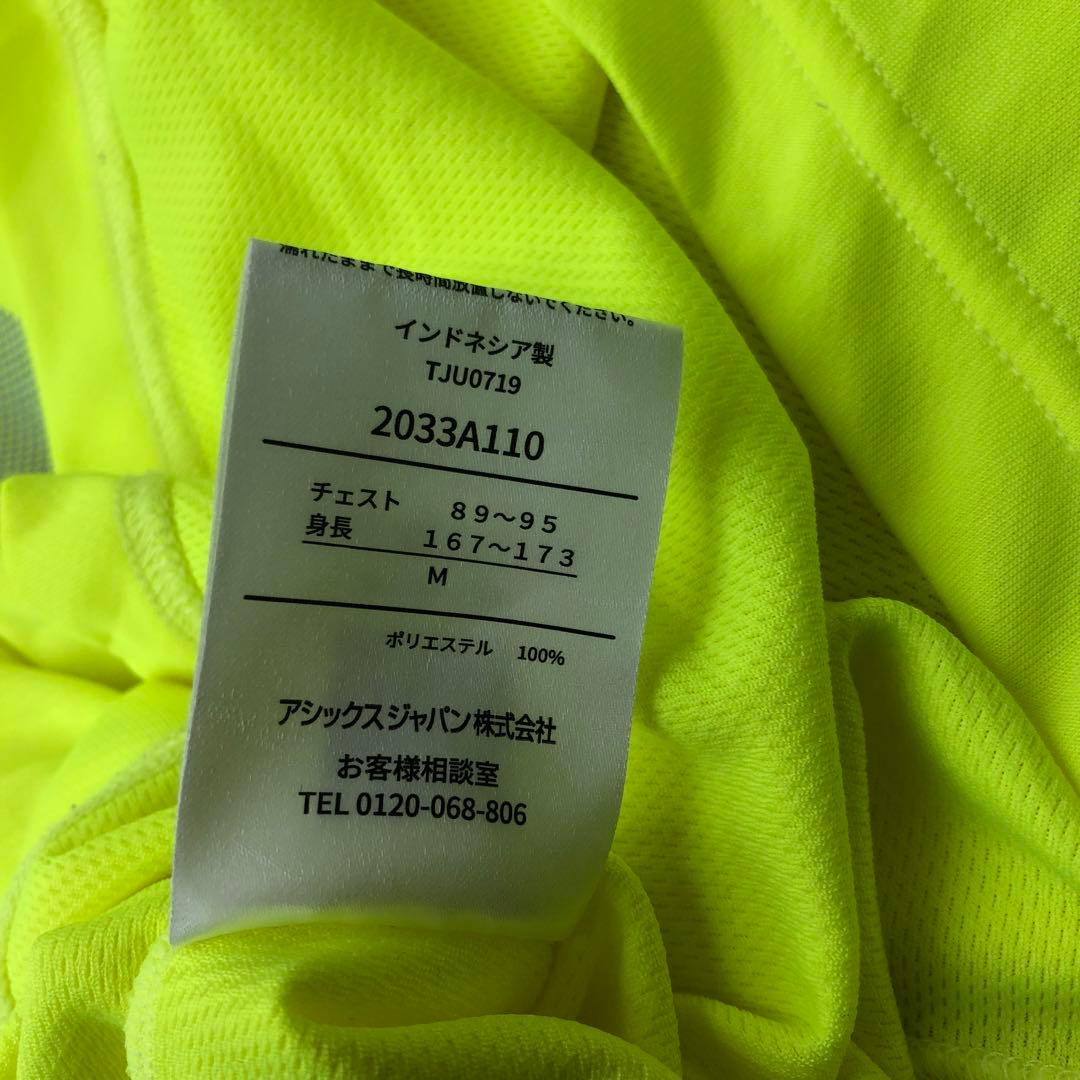 濡れたままで長時間放置しないでください。
インドネシア製
TJU0719
2033A110
チェスト 89～95
身長 167～173
M
ポリエステル 100%
アシックスジャパン株式会社
お客様相談室
TEL 0120-068-806